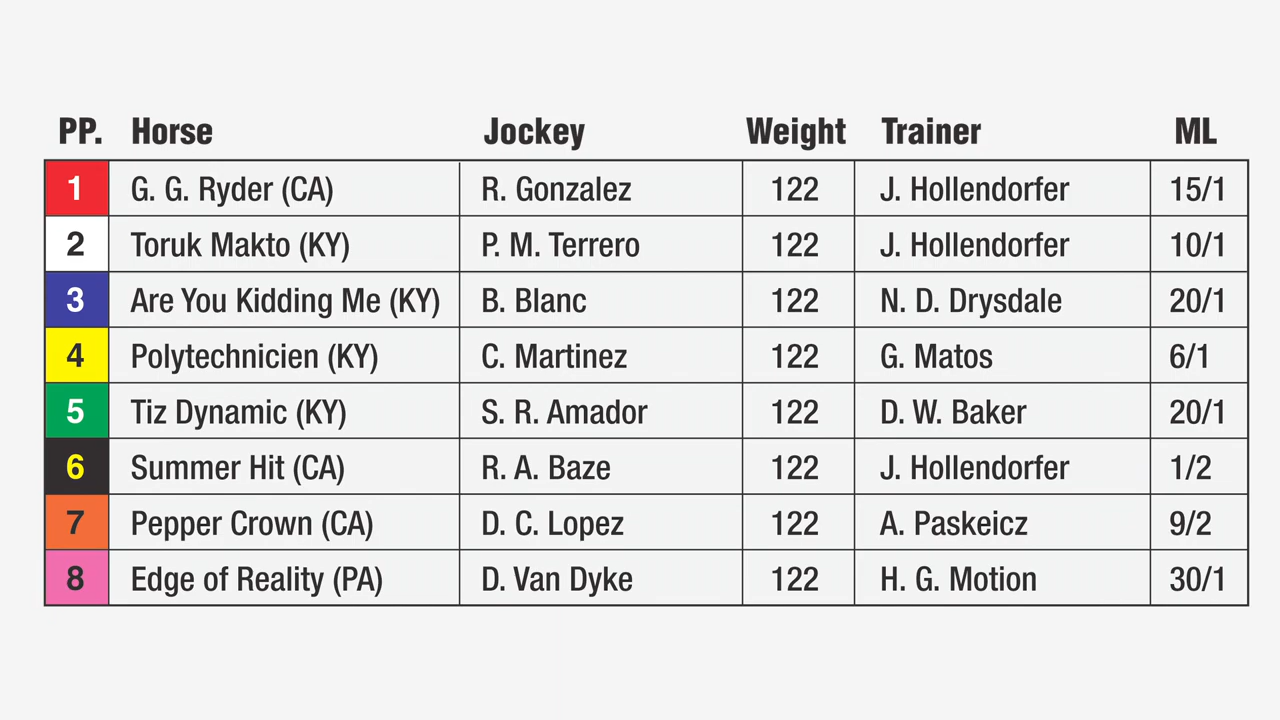 PP. Horse Jockey Weight Trainer ML
1 G. G. Ryder (CA) R. Gonzalez 122 J. Hollendorfer 15/1
2 Toruk Makto (KY) P. M. Terrero 122 J. Hollendorfer 10/1
3 Are You Kidding Me (KY) B. Blanc 122 N. D. Drysdale 20/1
4 Polytechnicien (KY) C. Martinez 122 G. Matos 6/1
5 Tiz Dynamic (KY) S. R. Amador 122 D. W. Baker 20/1
6 Summer Hit (CA) R. A. Baze 122 J. Hollendorfer 1/2
7 Pepper Crown (CA) D. C. Lopez 122 A. Paskeicz 9/2
8 Edge of Reality (PA) D. Van Dyke 122 H. G. Motion 30/1